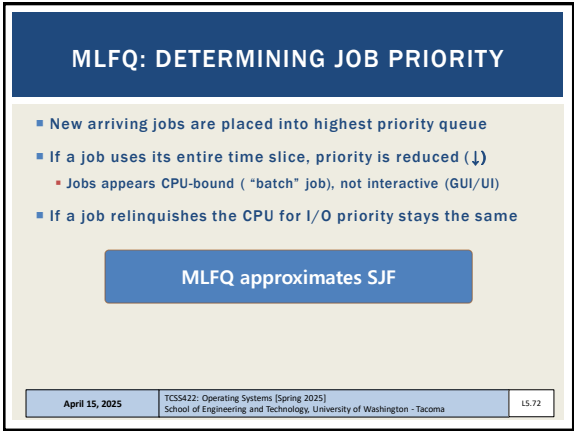 MLFQ: DETERMINING JOB PRIORITY
▪ New arriving jobs are placed into highest priority queue
▪ If a job uses its entire time slice, priority is reduced (↓)
▪ Jobs appears CPU-bound ( “batch” job), not interactive (GUI/UI)
▪ If a job relinquishes the CPU for I/O priority stays the same
MLFQ approximates SJF
April 15, 2025
TCSS422: Operating Systems [Spring 2025]
School of Engineering and Technology, University of Washington - Tacoma
L5.72